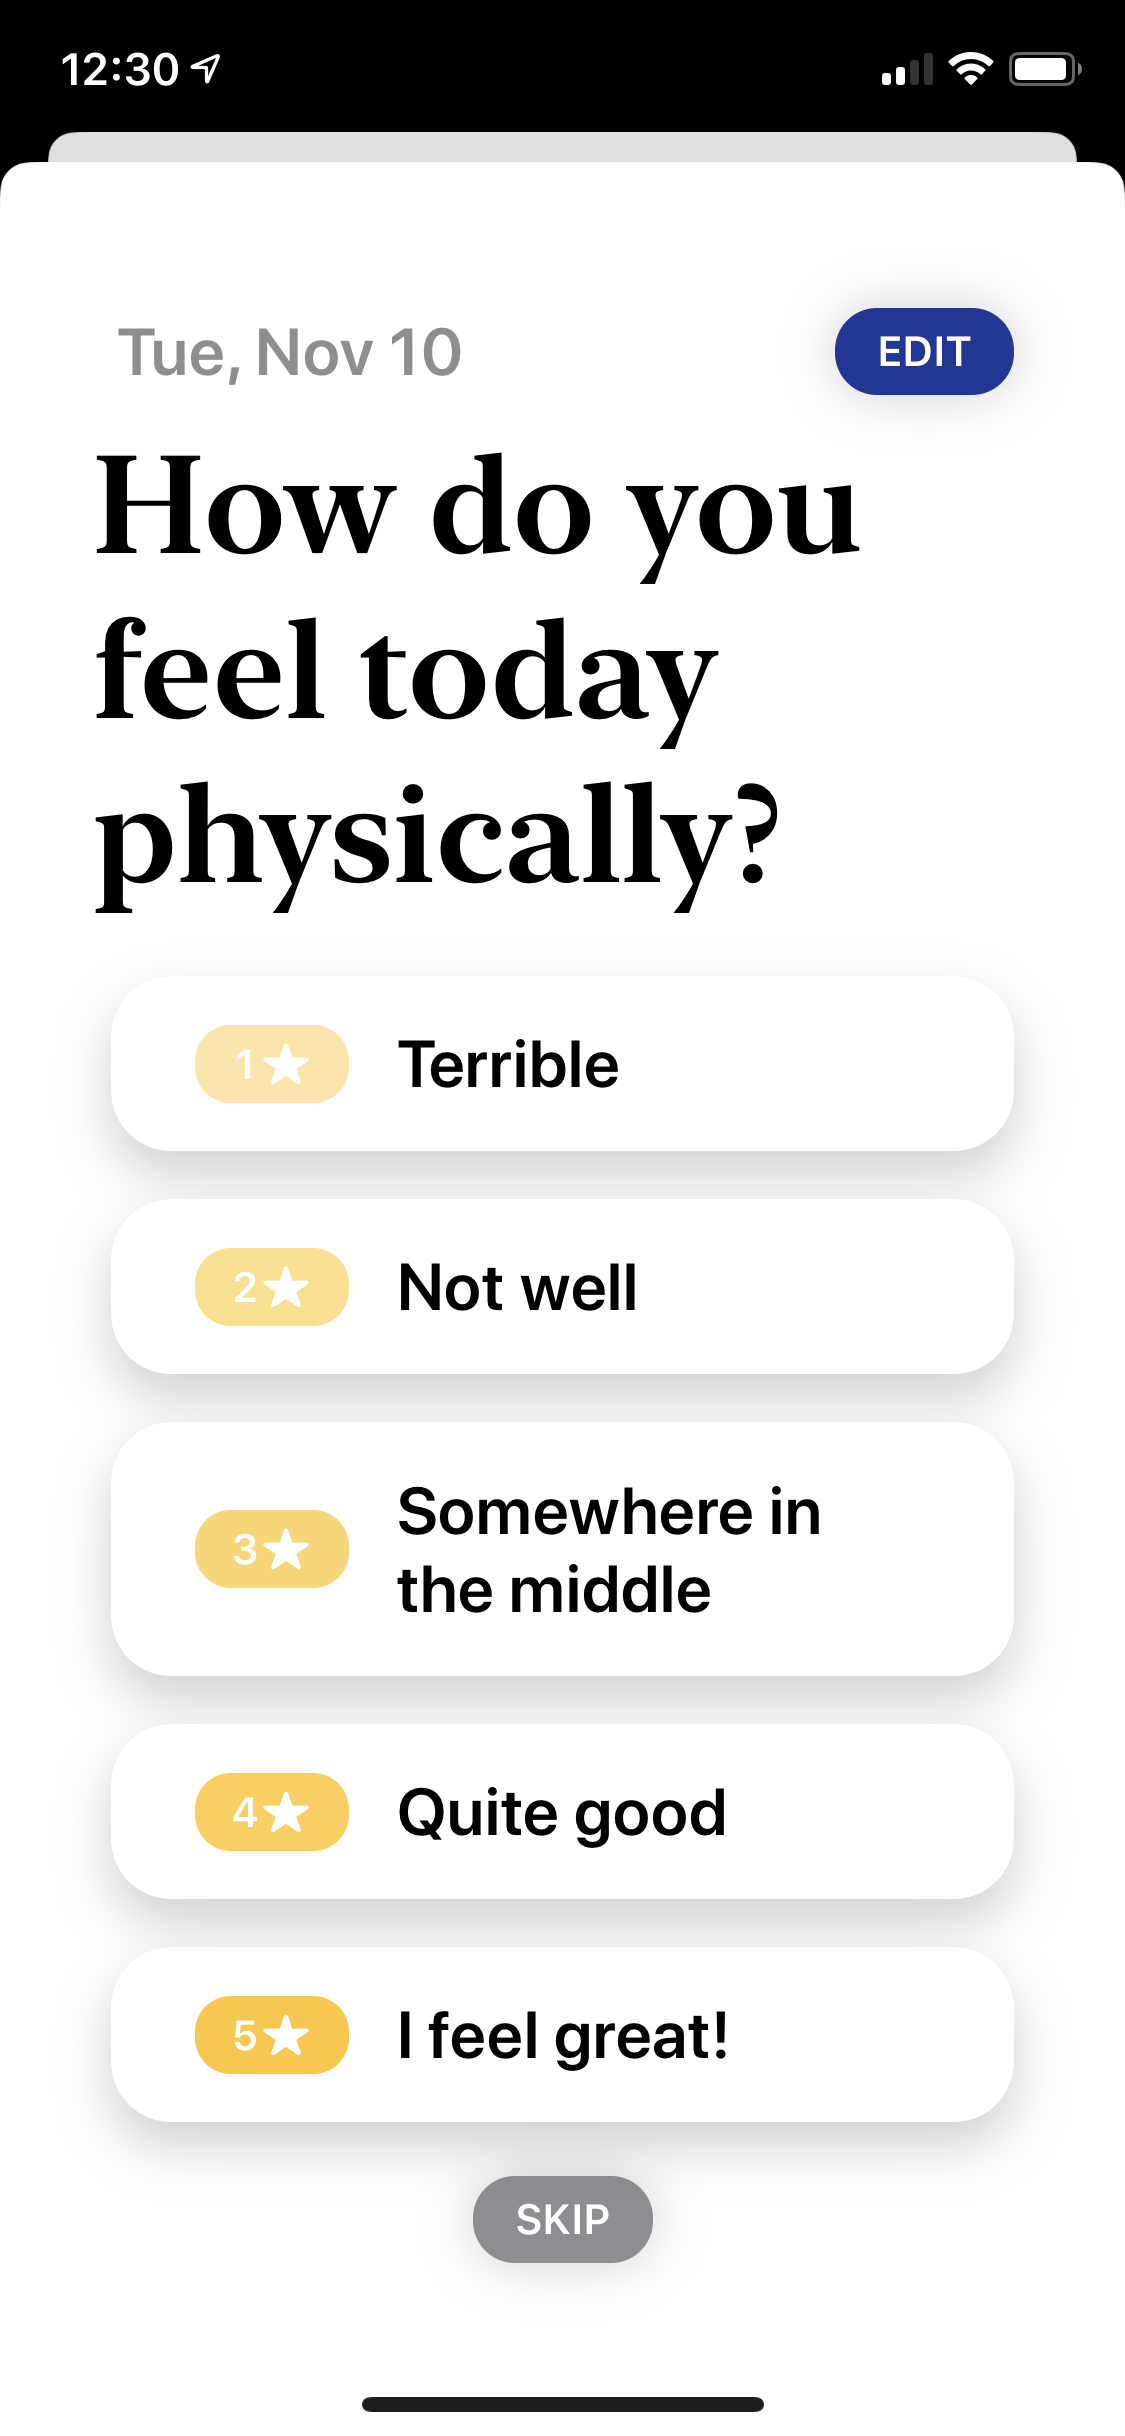 12:30
Tue, Nov 10
EDIT
How do you
feel today
physically?
1 Terrible
2 Not well
3 Somewhere in
the middle
4 Quite good
5 I feel great!
SKIP